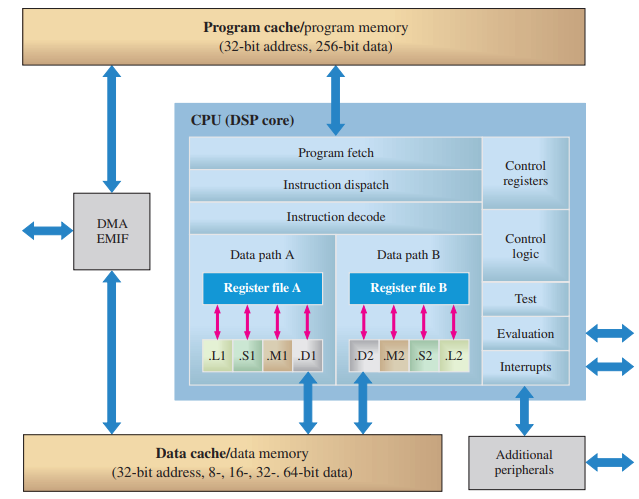 Program cache/program memory
(32-bit address, 256-bit data)
CPU (DSP core)
Program fetch
Instruction dispatch
Instruction decode
Control
registers
Control
logic
Test
Evaluation
Interrupts
DMA
EMIF
Data path A
Data path B
Register file A
Register file B
.L1 .S1 .M1 .D1
.D2 .M2 .S2 .L2
Data cache/data memory
(32-bit address, 8-, 16-, 32-. 64-bit data)
Additional
peripherals